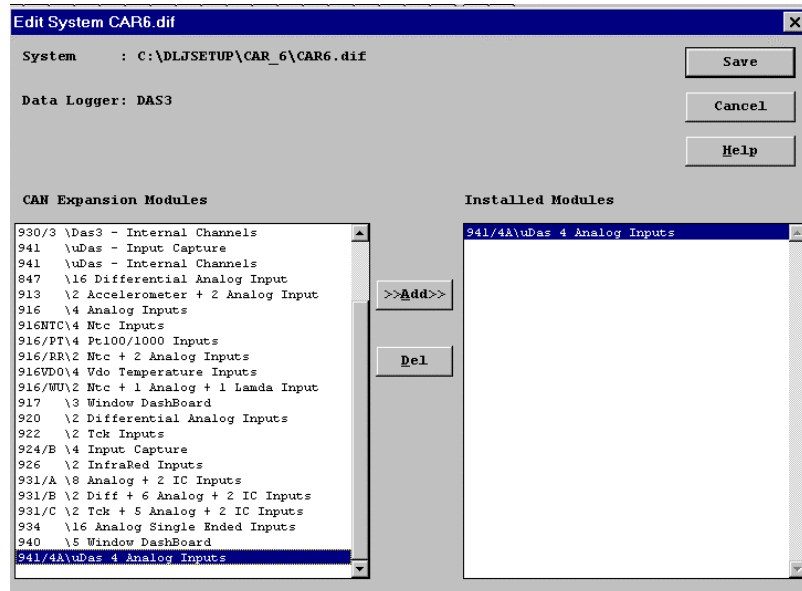 Edit System CAR6.dif
System : C:\DLJSETUP\CAR_6\CAR6.dif
Save
Data Logger: DAS3
Cancel
Help
CAN Expansion Modules
Installed Modules
930/3 \Das3 - Internal Channels
941 \uDas - Input Capture
941 \uDas - Internal Channels
847 \16 Differential Analog Input
913 \2 Accelerometer + 2 Analog Input
916 \4 Analog Inputs
916NTC\4 Ntc Inputs
916/PT\4 Pt100/1000 Inputs
916/RR\2 Ntc + 2 Analog Inputs
916VDO\4 Vdo Temperature Inputs
916/WU\2 Ntc + 1 Analog + 1 Lamda Input
917 \3 Window DashBoard
920 \2 Differential Analog Inputs
922 \2 Tck Inputs
924/B \4 Input Capture
926 \2 InfraRed Inputs
931/A \8 Analog + 2 IC Inputs
931/B \2 Diff + 6 Analog + 2 IC Inputs
931/C \2 Tck + 5 Analog + 2 IC Inputs
934 \16 Analog Single Ended Inputs
940 \5 Window DashBoard
941/4A\uDas 4 Analog Inputs
>>Add>>
Del
941/4A\uDas 4 Analog Inputs